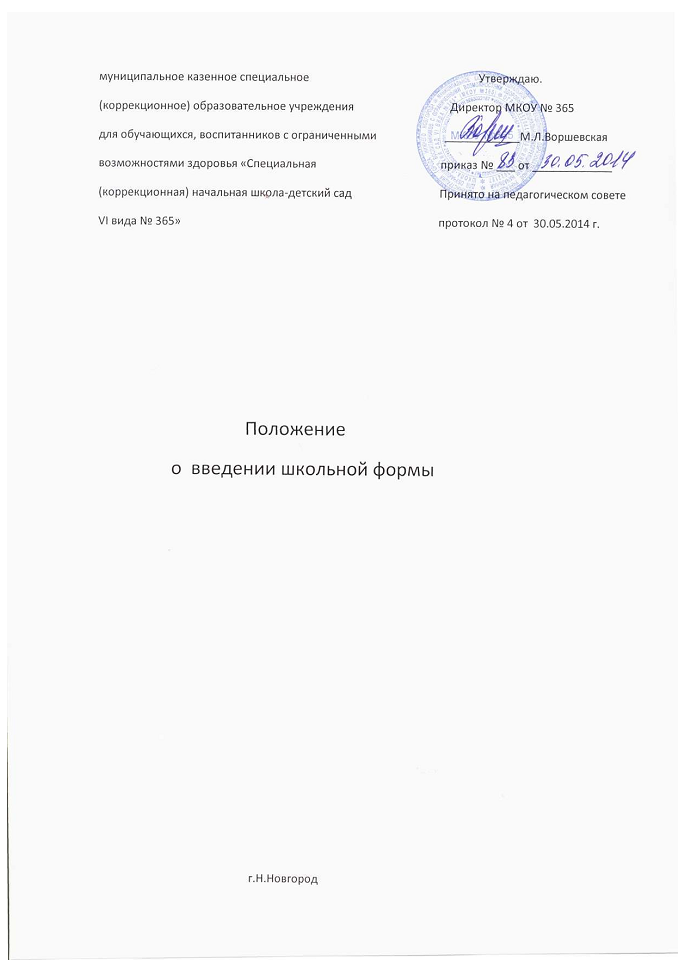 муниципальное казенное специальное
(коррекционное) образовательное учреждения
для обучающихся, воспитанников с ограниченными
возможностями здоровья «Специальная
(коррекционная) начальная школа-детский сад
VI вида № 365»
Утверждаю.
Директор МКОУ № 365
М.Л.Воршевская
приказ № 83 от 30.05.2014
Принято на педагогическом совете
протокол № 4 от 30.05.2014 г.
Положение
о введении школьной формы
г.Н.Новгород